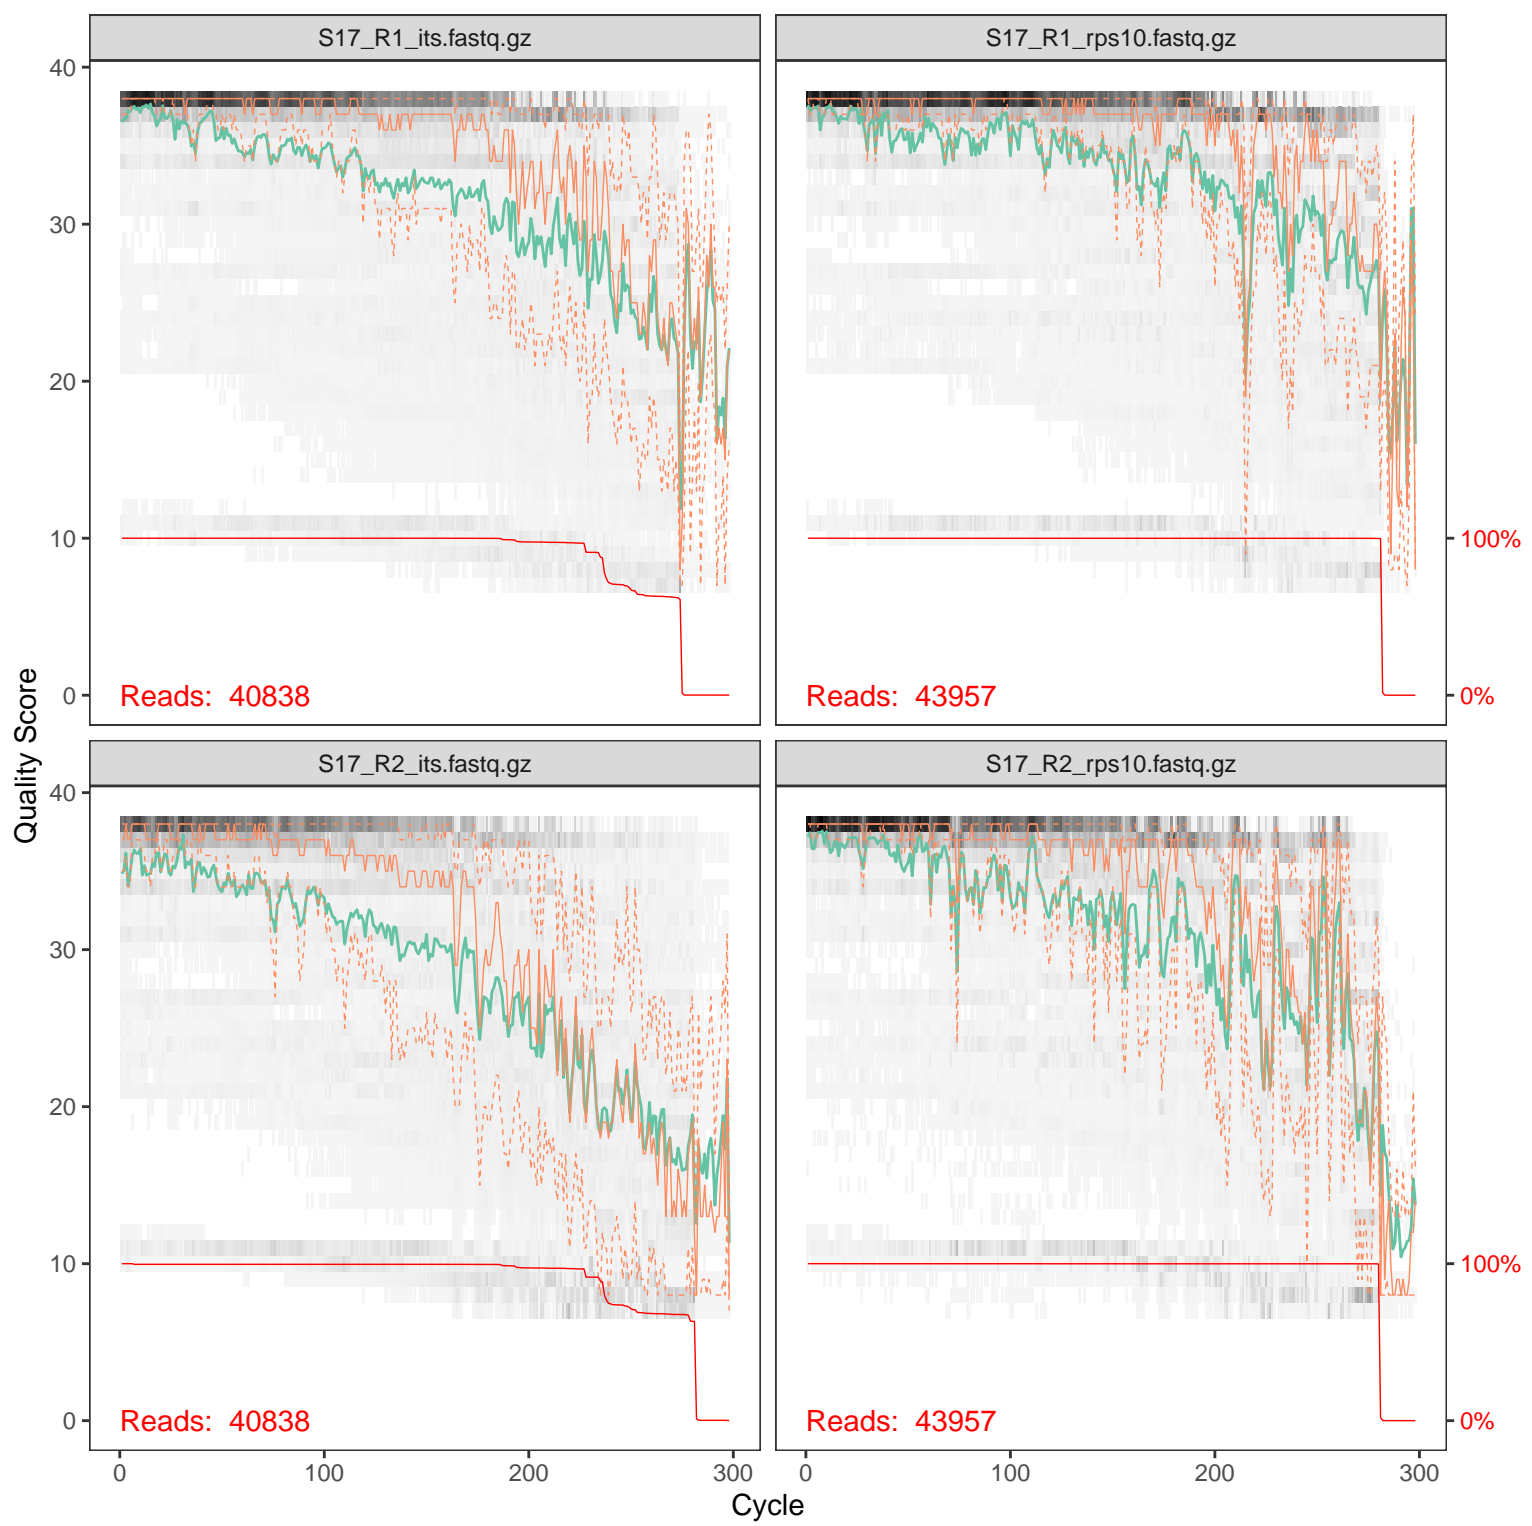 S17_R1_its.fastq.gz
S17_R1_rps10.fastq.gz
40
30
20
10
0
Reads: 40838
Reads: 43957
100%
0%
Quality Score
S17_R2_its.fastq.gz
S17_R2_rps10.fastq.gz
40
30
20
10
0
Reads: 40838
Reads: 43957
100%
0%
0 100 200 300 0 100 200 300
Cycle